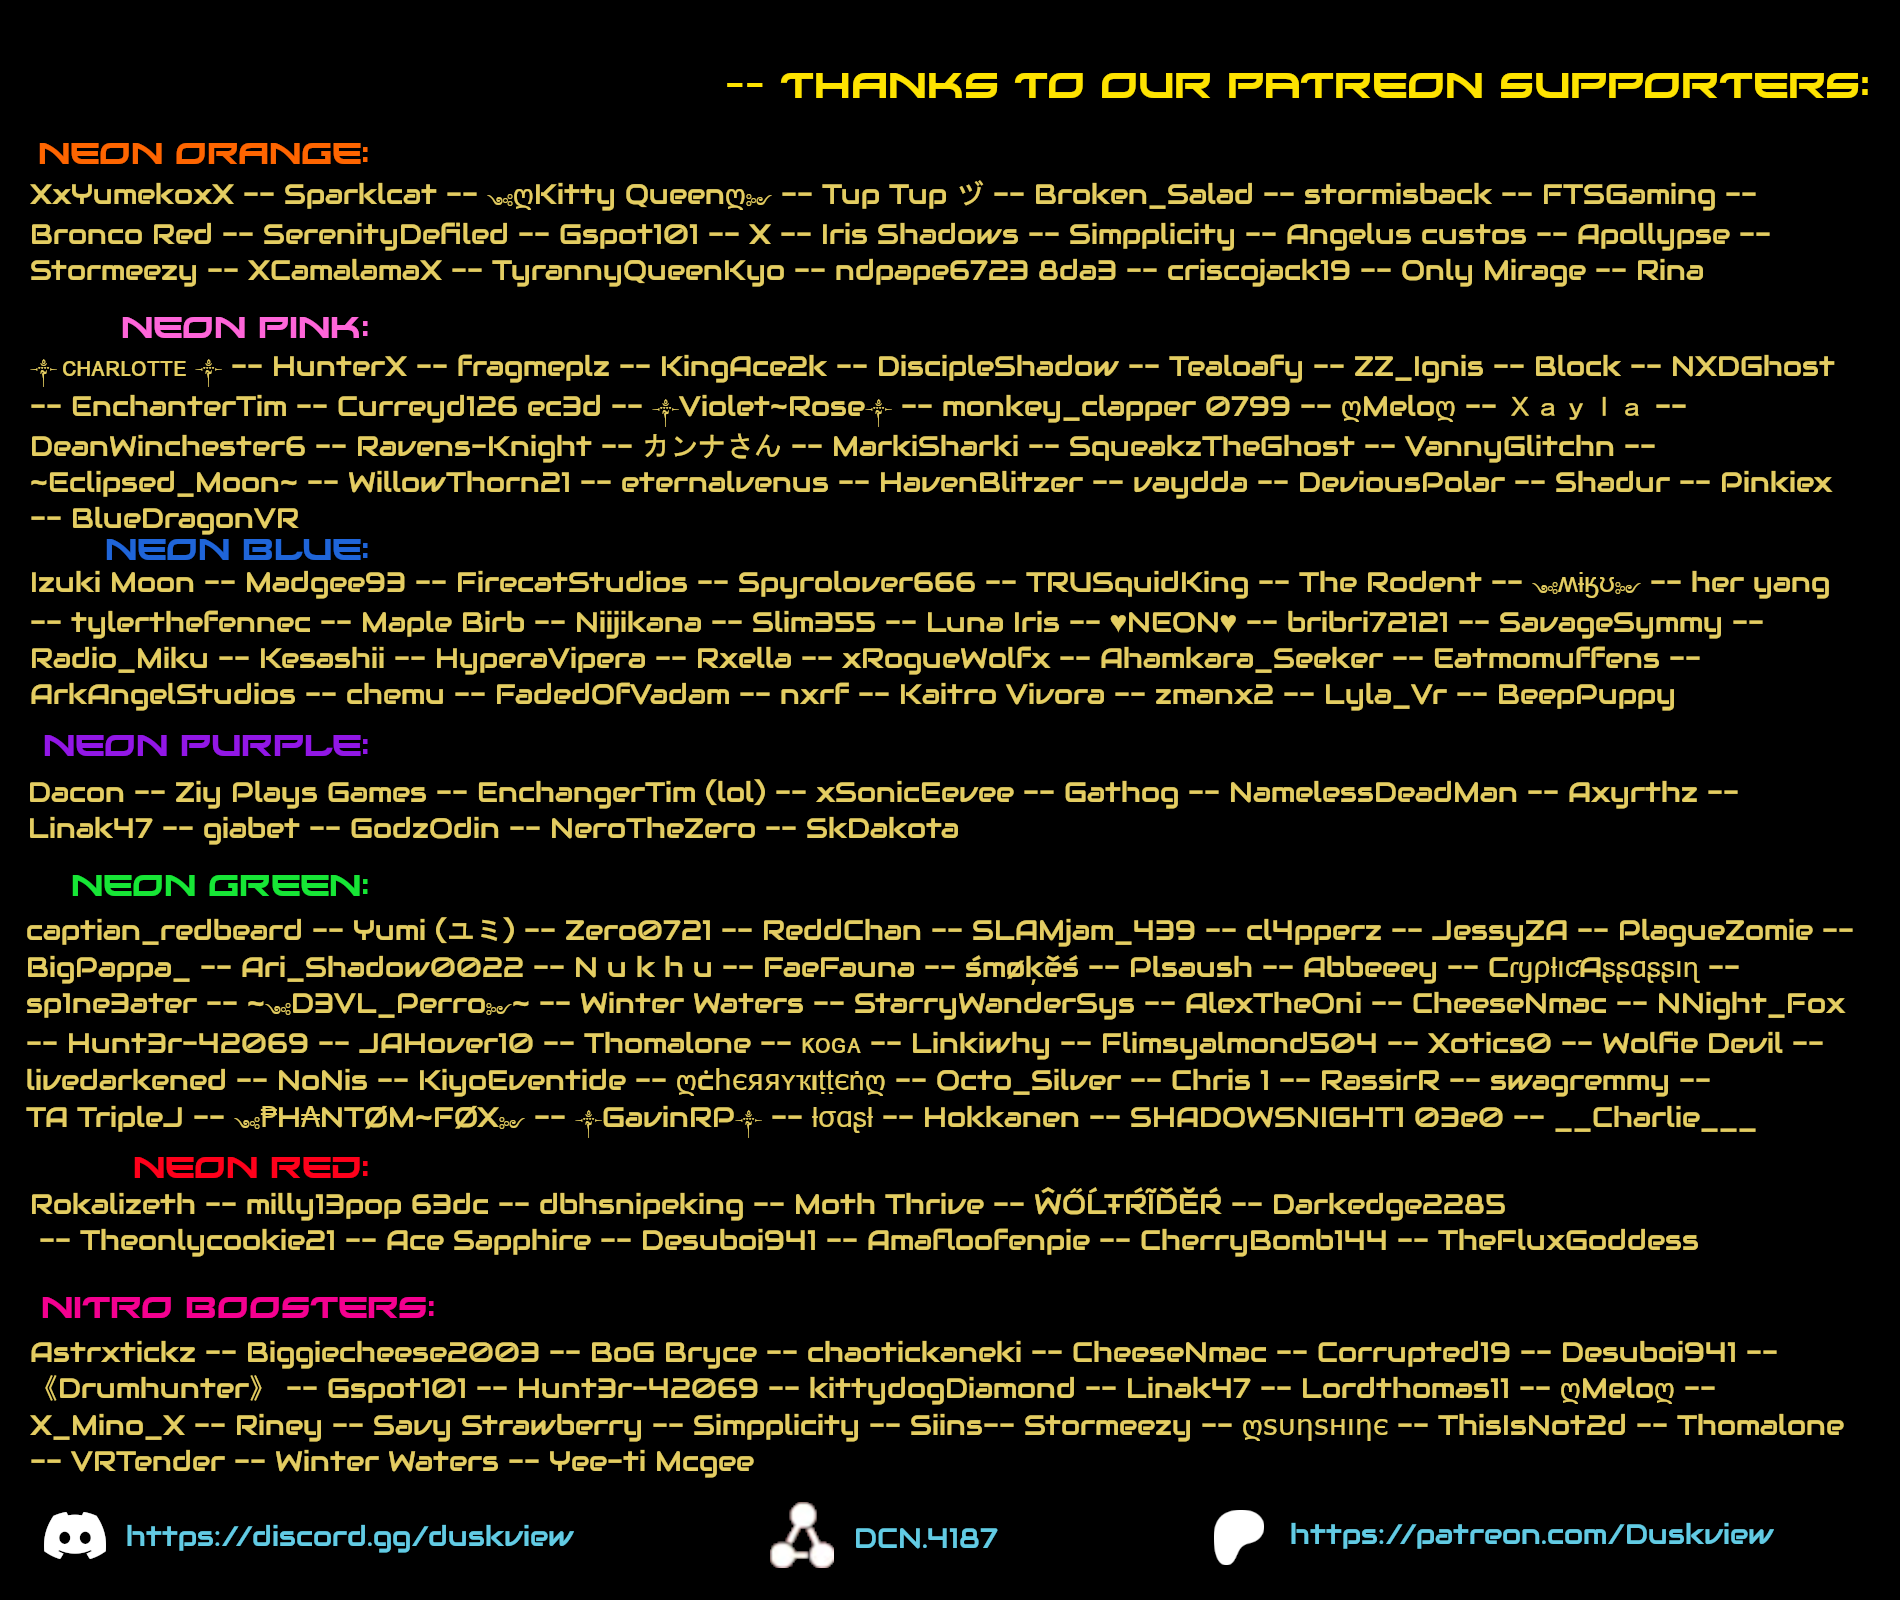 -- THANKS TO OUR PATREON SUPPORTERS:
NEON ORANGE:
XxYumekoxX -- Sparklcat -- ༺ღKitty Queenღ༻ -- Tup Tup ヅ -- Broken_Salad -- stormisback -- FTSGaming --
Bronco Red -- SerenityDefiled -- Gspot101 -- X -- Iris Shadows -- Simpplicity -- Angelus custos -- Apollypse --
Stormeezy -- XCamalamaX -- TyrannyQueenKyo -- ndpape6723 8da3 -- criscojack19 -- Only Mirage -- Rina
NEON PINK:
⸸ ᴄʜᴀʀʟᴏᴛᴛᴇ ⸸ -- HunterX -- fragmeplz -- KingAce2k -- DiscipleShadow -- Tealoafy -- ZZ_Ignis -- Block -- NXDGhost
-- EnchanterTim -- Curreyd126 ec3d -- ⸸Violet~Rose⸸ -- monkey_clapper 0799 -- ღMeloღ -- Ｘａｙｌａ --
DeanWinchester6 -- Ravens-Knight -- カンナさん -- MarkiSharki -- SqueakzTheGhost -- VannyGlitchn --
~Eclipsed_Moon~ -- WillowThorn21 -- eternalvenus -- HavenBlitzer -- vaydda -- DeviousPolar -- Shadur -- Pinkiex
-- BlueDragonVR
NEON BLUE:
Izuki Moon -- Madgee93 -- FirecatStudios -- Spyrolover666 -- TRUSquidKing -- The Rodent -- ༺ʍɨӄʊ༻ -- her yang
-- tylerthefennec -- Maple Birb -- Niijikana -- Slim355 -- Luna Iris -- ♥NEON♥ -- bribri72121 -- SavageSymmy --
Radio_Miku -- Kesashii -- HyperaVipera -- Rxella -- xRogueWolfx -- Ahamkara_Seeker -- Eatmomuffens --
ArkAngelStudios -- chemu -- FadedOfVadam -- nxrf -- Kaitro Vivora -- zmanx2 -- Lyla_Vr -- BeepPuppy
NEON PURPLE:
Dacon -- Ziy Plays Games -- EnchangerTim (lol) -- xSonicEevee -- Gathog -- NamelessDeadMan -- Axyrthz --
Linak47 -- giabet -- GodzOdin -- NeroTheZero -- SkDakota
NEON GREEN:
captian_redbeard -- Yumi (ユミ) -- Zero0721 -- ReddChan -- SLAMjam_439 -- cl4pperz -- JessyZA -- PlagueZomie --
BigPappa_ -- Ari_Shadow0022 -- N u k h u -- FaeFauna -- śmøķěś -- Plsaush -- Abbeeey -- CɾყρƚιƈAʂʂαʂʂιɳ --
sp1ne3ater -- ~༺D3VL_Perro༻~ -- Winter Waters -- StarryWanderSys -- AlexTheOni -- CheeseNmac -- NNight_Fox
-- Hunt3r-42069 -- JAHover10 -- Thomalone -- ᴋᴏɢᴀ -- Linkiwhy -- Flimsyalmond504 -- Xotics0 -- Wolfie Devil --
livedarkened -- NoNis -- KiyoEventide -- ღċһєяяʏҡıṭṭєṅღ -- Octo_Silver -- Chris 1 -- RassirR -- swagremmy --
TA TripleJ -- ༺₱H₳NTØM~FØX༻ -- ⸸GavinRP⸸ -- ƚσαʂƚ -- Hokkanen -- SHADOWSNIGHT1 03e0 -- __Charlie___
NEON RED:
Rokalizeth -- milly13pop 63dc -- dbhsnipeking -- Moth Thrive -- ŴŐĹŦŔĨĎĔŔ -- Darkedge2285
-- Theonlycookie21 -- Ace Sapphire -- Desuboi941 -- Amafloofenpie -- CherryBomb144 -- TheFluxGoddess
NITRO BOOSTERS:
Astrxtickz -- Biggiecheese2003 -- BoG Bryce -- chaotickaneki -- CheeseNmac -- Corrupted19 -- Desuboi941 --
《Drumhunter》 -- Gspot101 -- Hunt3r-42069 -- kittydogDiamond -- Linak47 -- Lordthomas11 -- ღMeloღ --
X_Mino_X -- Riney -- Savy Strawberry -- Simpplicity -- Siins-- Stormeezy -- ღsυηsнιηє -- ThisIsNot2d -- Thomalone
-- VRTender -- Winter Waters -- Yee-ti Mcgee
https://discord.gg/duskview
DCN.4187
https://patreon.com/Duskview